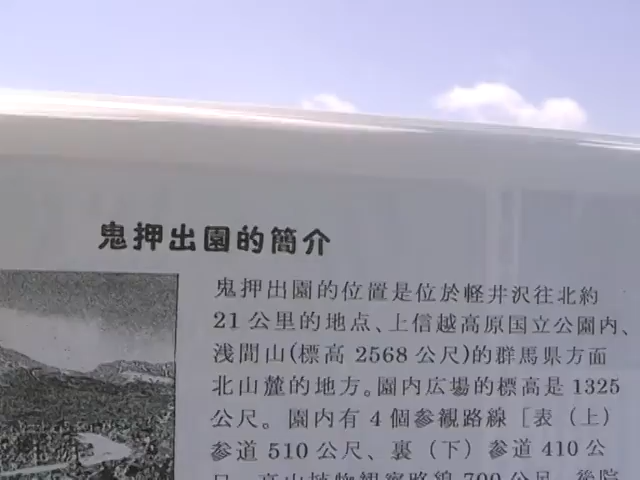 鬼押出園的簡介
鬼押出園的位置是位於軽井沢往北約
21公里的地点、上信越高原国立公園内、
浅間山(標高 2568 公尺)的群馬県方面
北山麓的地方。園内広場的標高是 1325
公尺。園内有 4 個参観路線［表（上）
参道 510 公尺、裏（下）参道 410 公